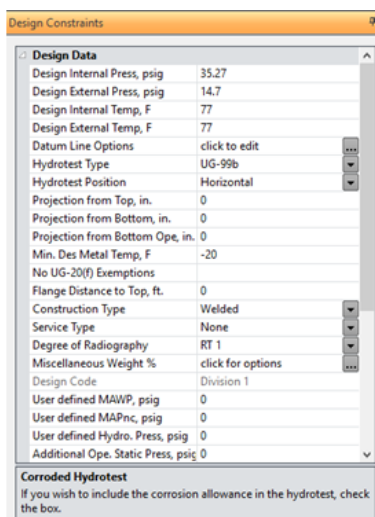 Design Constraints
Design Data
Design Internal Press, psig 35.27
Design External Press, psig 14.7
Design Internal Temp, F 77
Design External Temp, F 77
Datum Line Options click to edit ...
Hydrotest Type UG-99b
Hydrotest Position Horizontal
Projection from Top, in. 0
Projection from Bottom, in. 0
Projection from Bottom Ope, in. 0
Min. Des Metal Temp, F -20
No UG-20(f) Exemptions
Flange Distance to Top, ft. 0
Construction Type Welded
Service Type None
Degree of Radiography RT 1
Miscellaneous Weight % click for options ...
Design Code Division 1
User defined MAWP, psig 0
User defined MAPnc, psig 0
User defined Hydro. Press, psig 0
Additional Ope. Static Press, psig 0
Corroded Hydrotest
If you wish to include the corrosion allowance in the hydrotest, check
the box.